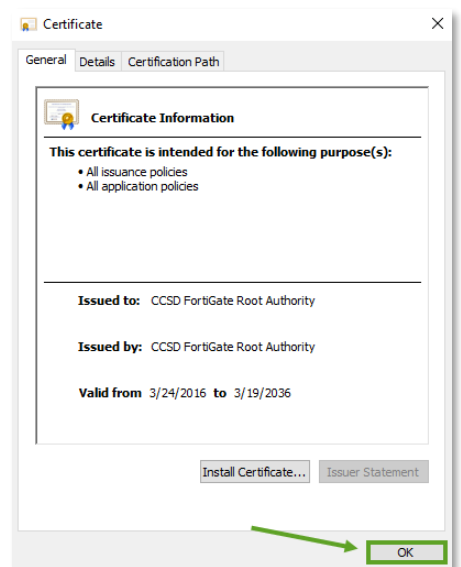 Certificate
General Details Certification Path
Certificate Information
This certificate is intended for the following purpose(s):
• All issuance policies
• All application policies
Issued to: CCSD FortiGate Root Authority
Issued by: CCSD FortiGate Root Authority
Valid from 3/24/2016 to 3/19/2036
Install Certificate... Issuer Statement
OK